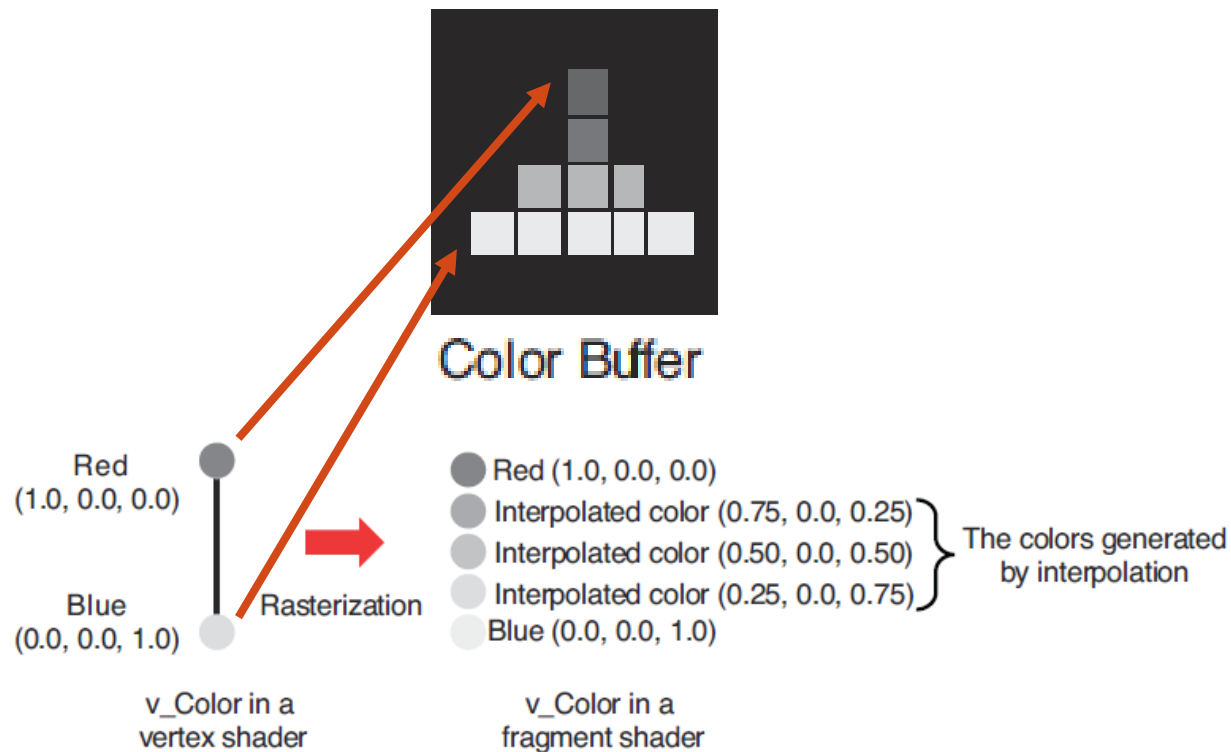 Color Buffer
Red
(1.0, 0.0, 0.0)
Blue
(0.0, 0.0, 1.0)
Rasterization
v_Color in a
vertex shader
Red (1.0, 0.0, 0.0)
Interpolated color (0.75, 0.0, 0.25)
Interpolated color (0.50, 0.0, 0.50)
Interpolated color (0.25, 0.0, 0.75)
Blue (0.0, 0.0, 1.0)
The colors generated
by interpolation
v_Color in a
fragment shader